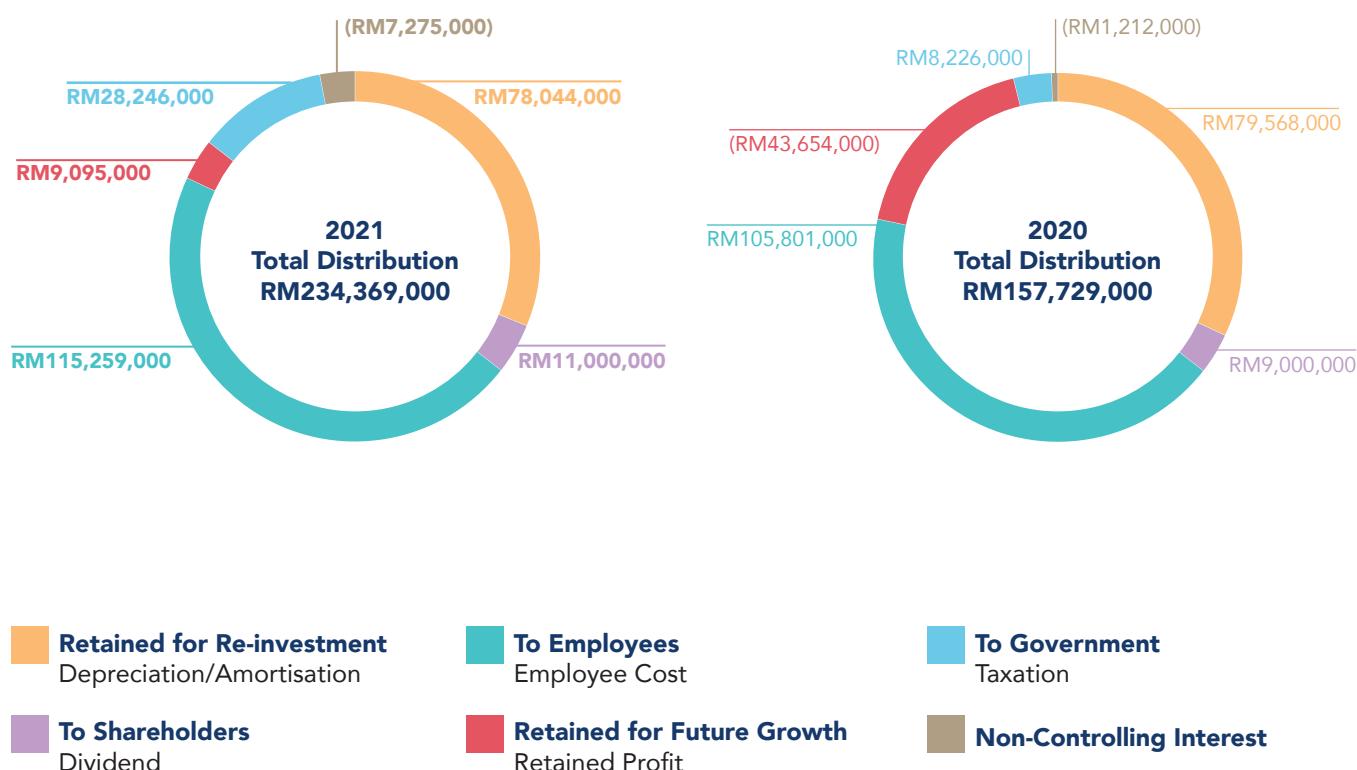 (RM7,275,000)
RM28,246,000
RM78,044,000
RM9,095,000
2021
Total Distribution
RM234,369,000
RM115,259,000
RM11,000,000
(RM1,212,000)
RM8,226,000
RM79,568,000
(RM43,654,000)
RM105,801,000
2020
Total Distribution
RM157,729,000
RM9,000,000
Retained for Re-investment
Depreciation/Amortisation
To Employees
Employee Cost
To Government
Taxation
To Shareholders
Dividend
Retained for Future Growth
Retained Profit
Non-Controlling Interest